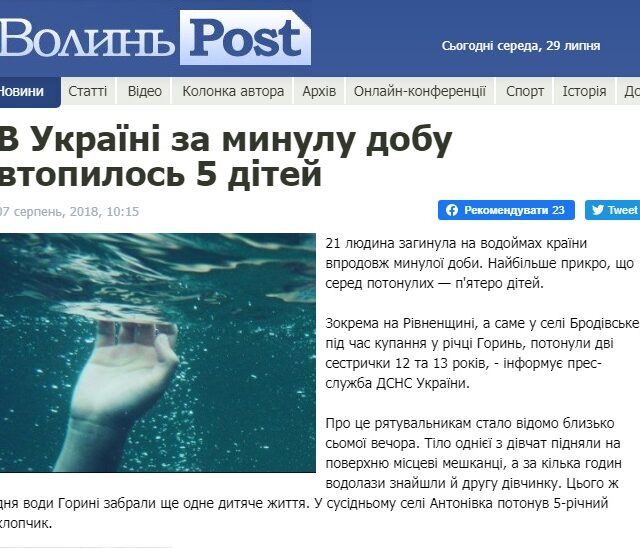 Волинь Post
Сьогодні середа, 29 липня
Новини Статті Відео Колонка автора Архів Онлайн-конференції Спорт Історія До
В Україні за минулу добу
втопилось 5 дітей
07 серпень, 2018, 10:15
Рекомендувати 23 Tweet
21 людина загинула на водоймах країни
впродовж минулої доби. Найбільше прикро, що
серед потонулих — п'ятеро дітей.
Зокрема на Рівненщині, а саме у селі Бродівське
під час купання у річці Горинь, потонули дві
сестрички 12 та 13 років, - інформує прес-
служба ДСНС України.
Про це рятувальникам стало відомо близько
сьомої вечора. Тіло однієї з дівчат підняли на
поверхню місцеві мешканці, а за кілька годин
водолази знайшли й другу дівчинку. Цього ж
дня води Горині забрали ще одне дитяче життя. У сусідньому селі Антонівка потонув 5-річний
хлопчик.